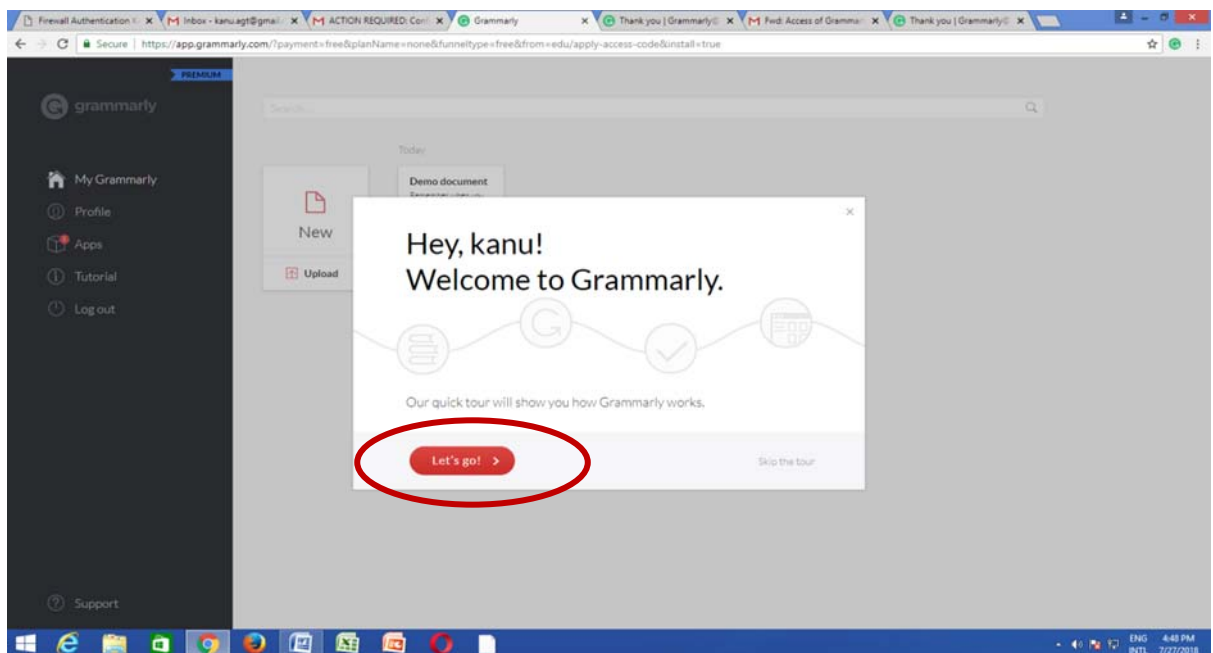 Firewall Authentication
Inbox - kanu.agt@gmail
ACTION REQUIRED: Con
Grammarly
Thank you | Grammarly
Fwd: Access of Gramma
Thank you | Grammarly
Secure | https://app.grammarly.com/?payment=free&planName=none&funneltype=free&from=edu/apply-access-code&install=true
PREMIUM
grammarly
Search...
Today
My Grammarly
Profile
Apps
Tutorial
Log out
New
Upload
Demo document
Hey, kanu!
Welcome to Grammarly.
Our quick tour will show you how Grammarly works.
Let's go!
Skip the tour
Support
ENG 4:48 PM
INTL 7/27/2018